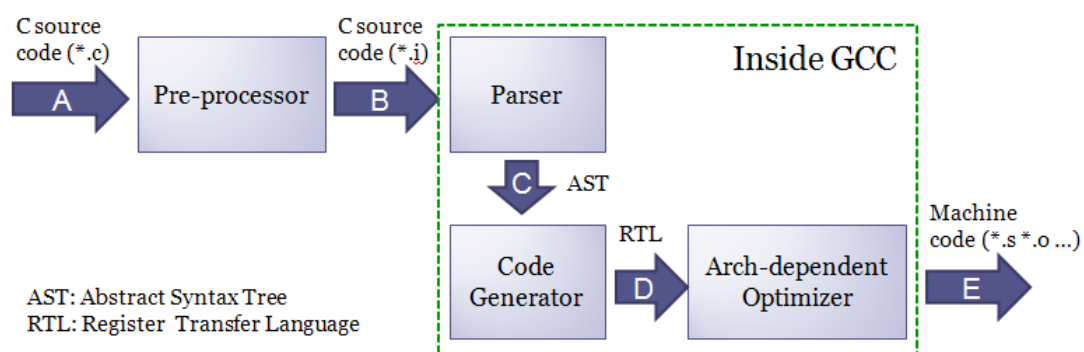 C source
code (*.c)
A
Pre-processor
C source
code (*.i)
B
Inside GCC
Parser
C
AST
Code
Generator
RTL
D
Arch-dependent
Optimizer
Machine
code (*.s *.o ...)
E
AST: Abstract Syntax Tree
RTL: Register Transfer Language